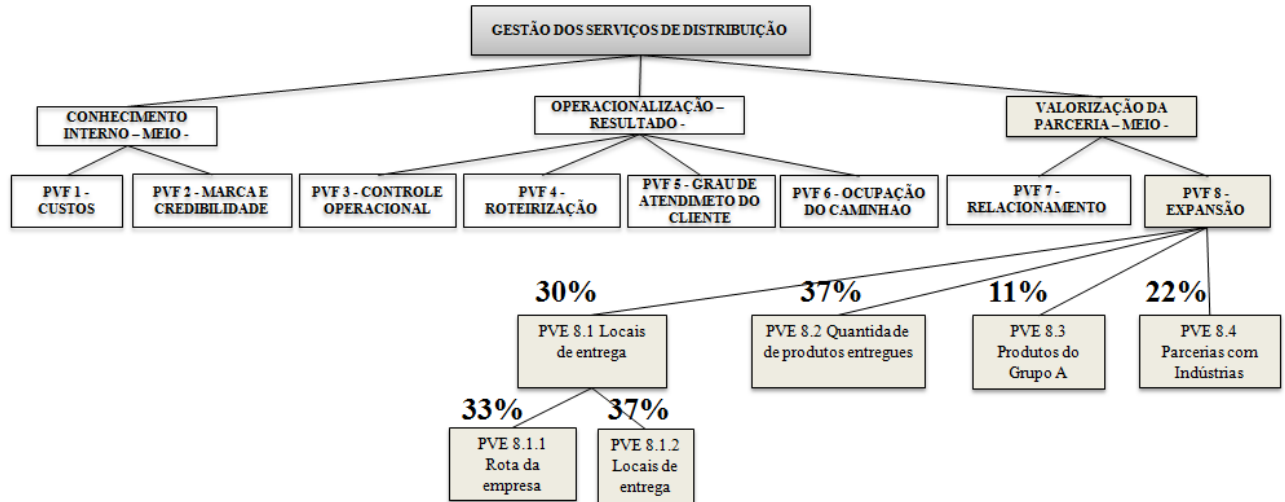 GESTÃO DOS SERVIÇOS DE DISTRIBUIÇÃO
CONHECIMENTO
INTERNO – MEIO -
OPERACIONALIZAÇÃO –
RESULTADO -
VALORIZAÇÃO DA
PARCERIA – MEIO -
PVF 1 -
CUSTOS
PVF 2 - MARCA E
CREDIBILIDADE
PVF 3 - CONTROLE
OPERACIONAL
PVF 4 -
ROTEIRIZAÇÃO
PVF 5 - GRAU DE
ATENDIMETO DO
CLIENTE
PVF 6 - OCUPAÇÃO
DO CAMINHAO
PVF 7 -
RELACIONAMENTO
PVF 8 -
EXPANSÃO
30%
37%
11%
22%
PVE 8.1 Locais
de entrega
PVE 8.2 Quantidade
de produtos entregues
PVE 8.3
Produtos do
Grupo A
PVE 8.4
Parcerias com
Indústrias
33%
37%
PVE 8.1.1
Rota da
empresa
PVE 8.1.2
Locais de
entrega